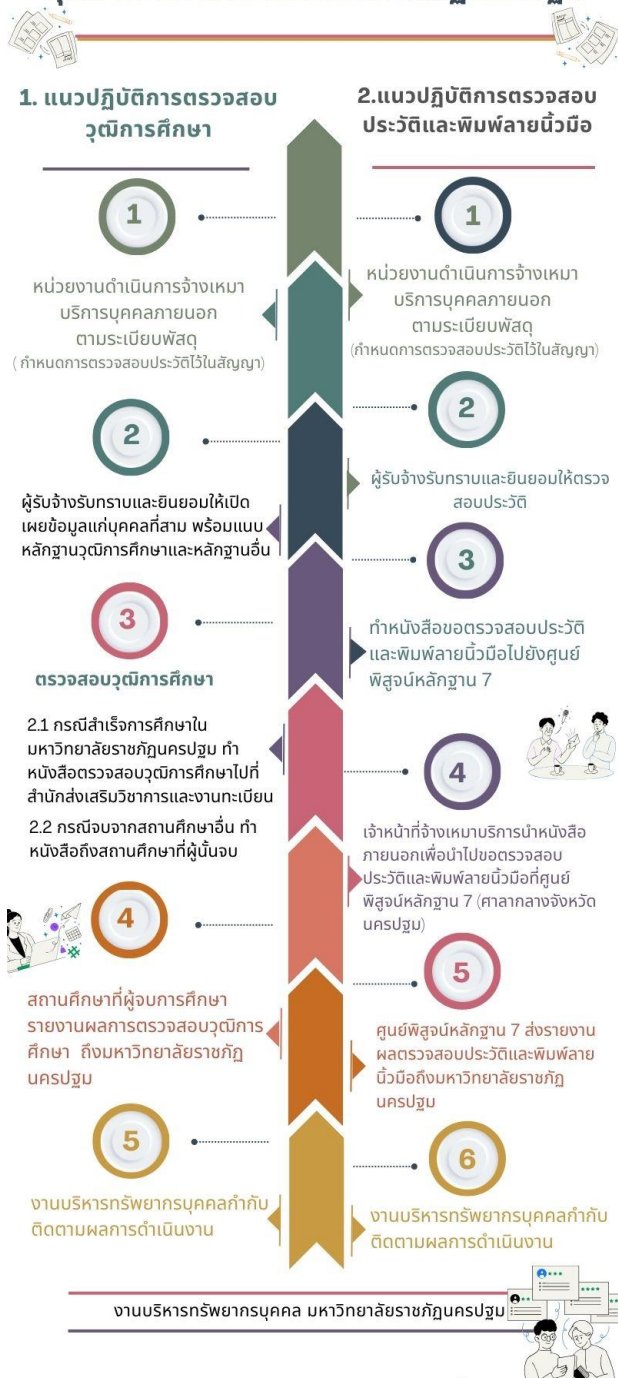 1. แนวปฏิบัติการตรวจสอบ
วุฒิการศึกษา
1
หน่วยงานดำเนินการจ้างเหมา
บริการบุคคลภายนอก
ตามระเบียบพัสดุ
( กำหนดการตรวจสอบประวัติไว้ในสัญญา)
2
ผู้รับจ้างรับทราบและยินยอมให้เปิด
เผยข้อมูลแก่บุคคลที่สาม พร้อมแนบ
หลักฐานวุฒิการศึกษาและหลักฐานอื่น
3
ตรวจสอบวุฒิการศึกษา
2.1 กรณีสำเร็จการศึกษาใน
มหาวิทยาลัยราชภัฏนครปฐม ทำ
หนังสือตรวจสอบวุฒิการศึกษาไปที่
สำนักส่งเสริมวิชาการและงานทะเบียน
2.2 กรณีจบจากสถานศึกษาอื่น ทำ
หนังสือถึงสถานศึกษาที่ผู้นั้นจบ
4
สถานศึกษาที่ผู้จบการศึกษา
รายงานผลการตรวจสอบวุฒิการ
ศึกษา ถึงมหาวิทยาลัยราชภัฏ
นครปฐม
5
งานบริหารทรัพยากรบุคคลกำกับ
ติดตามผลการดำเนินงาน
2.แนวปฏิบัติการตรวจสอบ
ประวัติและพิมพ์ลายนิ้วมือ
1
หน่วยงานดำเนินการจ้างเหมา
บริการบุคคลภายนอก
ตามระเบียบพัสดุ
(กำหนดการตรวจสอบประวัติไว้ในสัญญา)
2
ผู้รับจ้างรับทราบและยินยอมให้ตรวจ
สอบประวัติ
3
ทำหนังสือขอตรวจสอบประวัติ
และพิมพ์ลายนิ้วมือไปยังศูนย์
พิสูจน์หลักฐาน 7
4
เจ้าหน้าที่จ้างเหมาบริการนำหนังสือ
ภายนอกเพื่อนำไปขอตรวจสอบ
ประวัติและพิมพ์ลายนิ้วมือที่ศูนย์
พิสูจน์หลักฐาน 7 (ศาลากลางจังหวัด
นครปฐม)
5
ศูนย์พิสูจน์หลักฐาน 7 ส่งรายงาน
ผลตรวจสอบประวัติและพิมพ์ลาย
นิ้วมือถึงมหาวิทยาลัยราชภัฏ
นครปฐม
6
งานบริหารทรัพยากรบุคคลกำกับ
ติดตามผลการดำเนินงาน
งานบริหารทรัพยากรบุคคล มหาวิทยาลัยราชภัฏนครปฐม